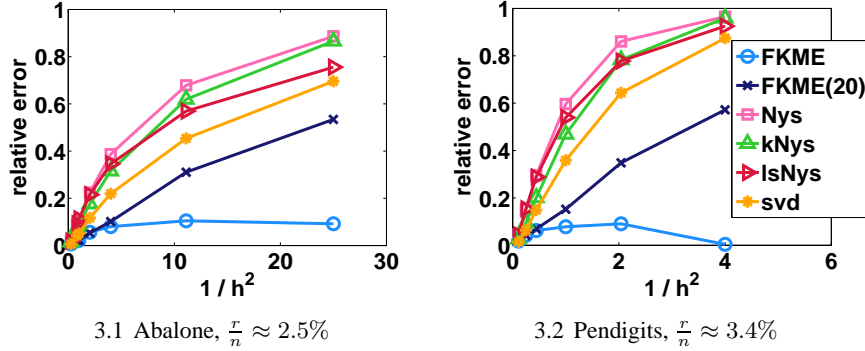 relative error
1
0.8
0.6
0.4
0.2
0
0 10 20 30
1 / h²
3.1 Abalone, r/n ≈ 2.5%
relative error
1
0.8
0.6
0.4
0.2
0
0 2 4 6
1 / h²
FKME
FKME(20)
Nys
kNys
lsNys
svd
3.2 Pendigits, r/n ≈ 3.4%